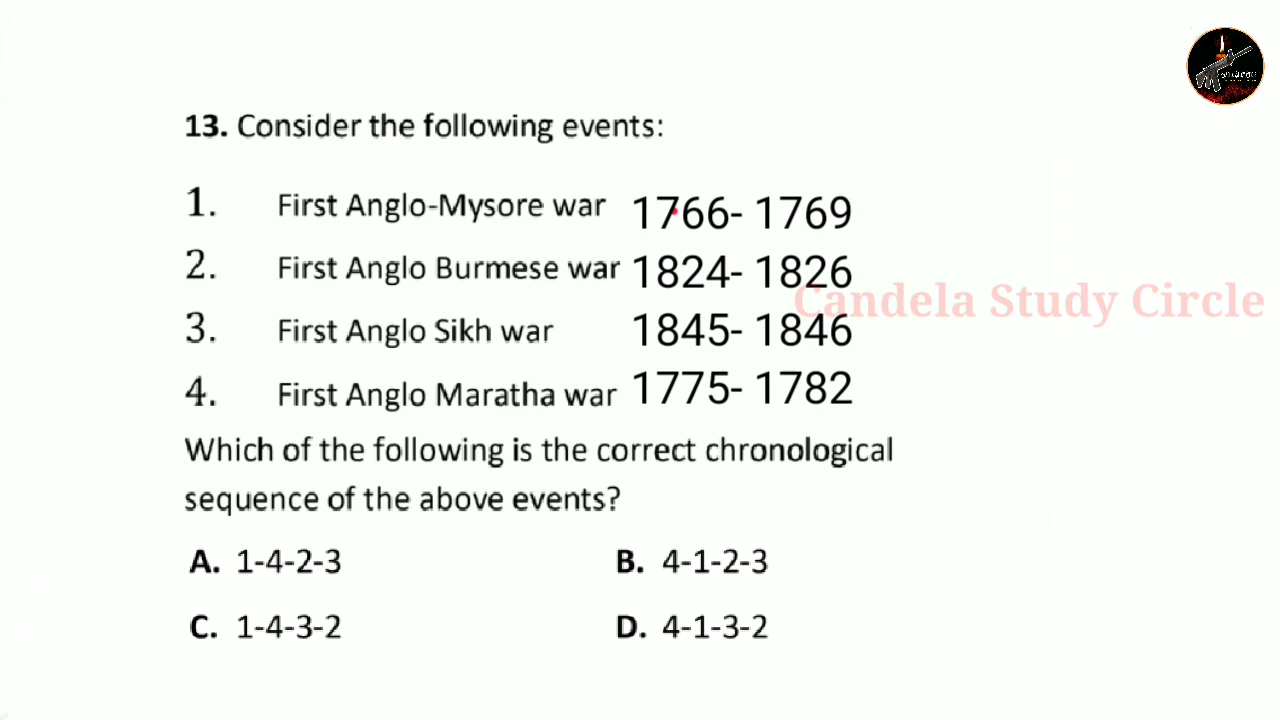 13. Consider the following events:
1. First Anglo-Mysore war 1766- 1769
2. First Anglo Burmese war 1824- 1826
Candela Study Circle
3. First Anglo Sikh war 1845- 1846
4. First Anglo Maratha war 1775- 1782
Which of the following is the correct chronological
sequence of the above events?
A. 1-4-2-3 B. 4-1-2-3
C. 1-4-3-2 D. 4-1-3-2